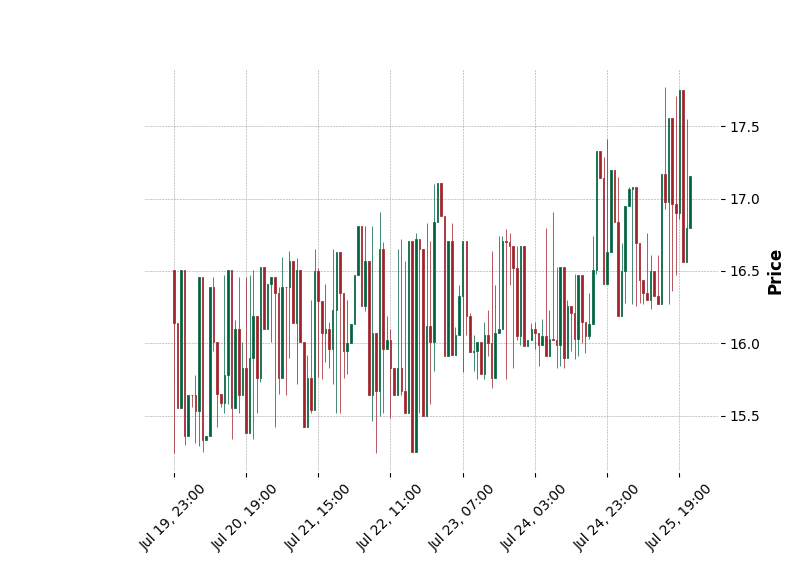 17.5
17.0
16.5
16.0
15.5
Price
Jul 19, 23:00
Jul 20, 19:00
Jul 21, 15:00
Jul 22, 11:00
Jul 23, 07:00
Jul 24, 03:00
Jul 24, 23:00
Jul 25, 19:00